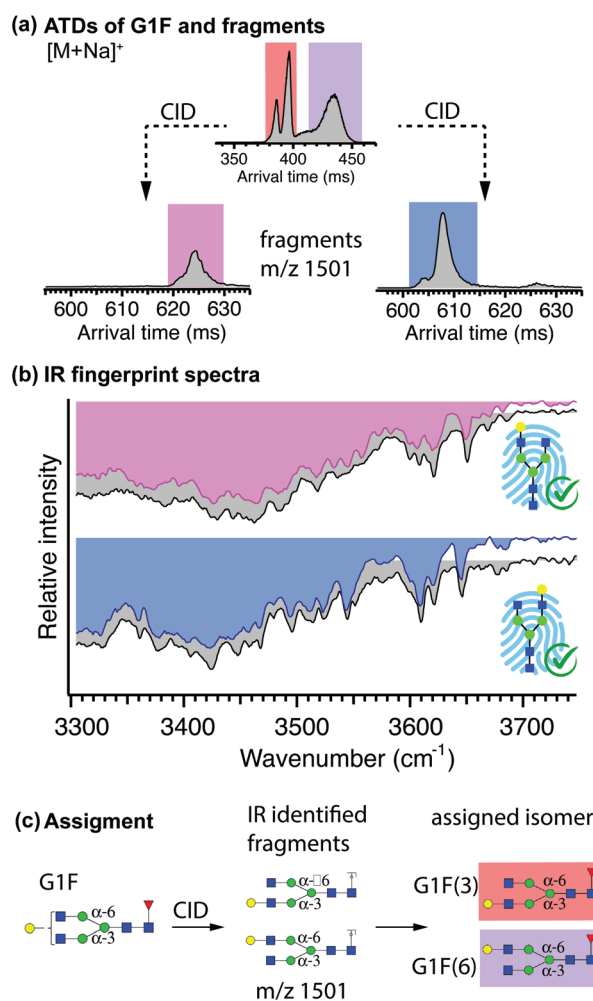 (a) ATDs of G1F and fragments
[M+Na]⁺
CID
CID
350 400 450
Arrival time (ms)
fragments
m/z 1501
600 610 620 630
Arrival time (ms)
600 610 620 630
Arrival time (ms)
(b) IR fingerprint spectra
Relative intensity
3300 3400 3500 3600 3700
Wavenumber (cm⁻¹)
(c) Assigment
IR identified
fragments
assigned isomer
G1F
α-6
α-3
CID
α-□6
α-3
α-6
α-3
m/z 1501
G1F(3)
α-6
α-3
G1F(6)
α-6
α-3